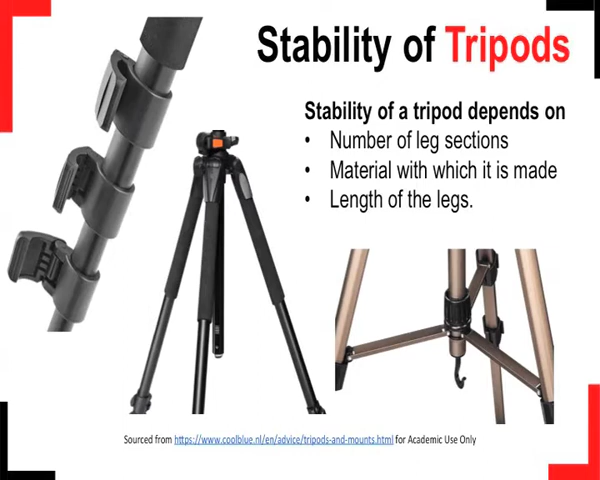 Stability of Tripods
Stability of a tripod depends on
• Number of leg sections
• Material with which it is made
• Length of the legs.
Sourced from https://www.coolblue.nl/en/advice/tripods-and-mounts.html for Academic Use Only